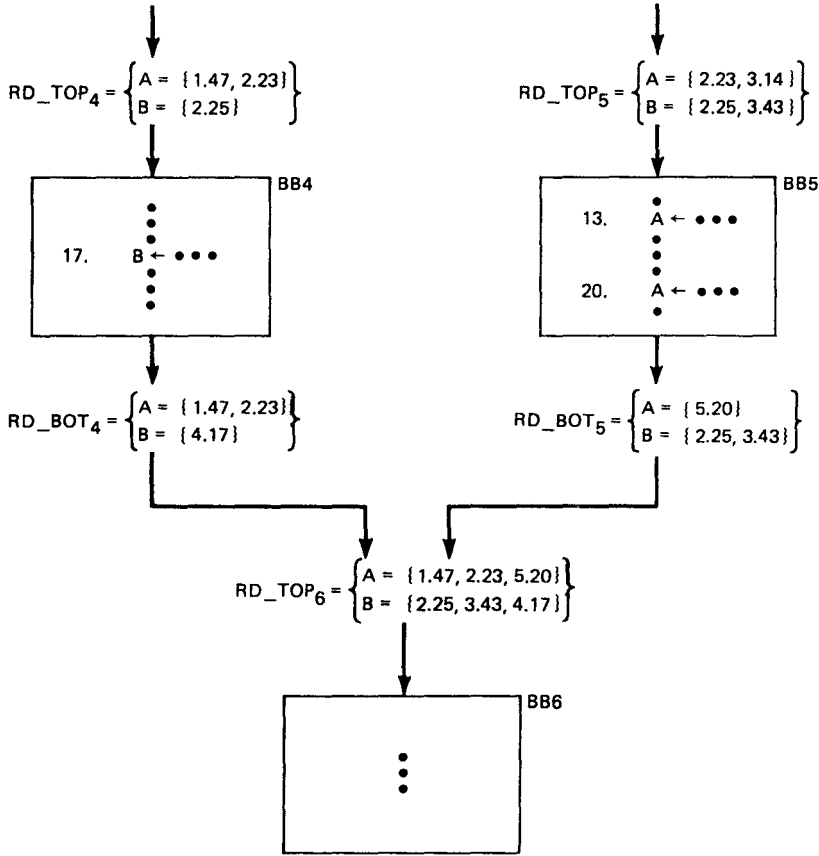 RD_TOP4 = { A = {1.47, 2.23}
B = {2.25} }
RD_TOP5 = { A = {2.23, 3.14}
B = {2.25, 3.43} }
BB4
17. B ← • • •
BB5
13. A ← • • •
20. A ← • • •
RD_BOT4 = { A = {1.47, 2.23}
B = {4.17} }
RD_BOT5 = { A = {5.20}
B = {2.25, 3.43} }
RD_TOP6 = { A = {1.47, 2.23, 5.20}
B = {2.25, 3.43, 4.17} }
BB6